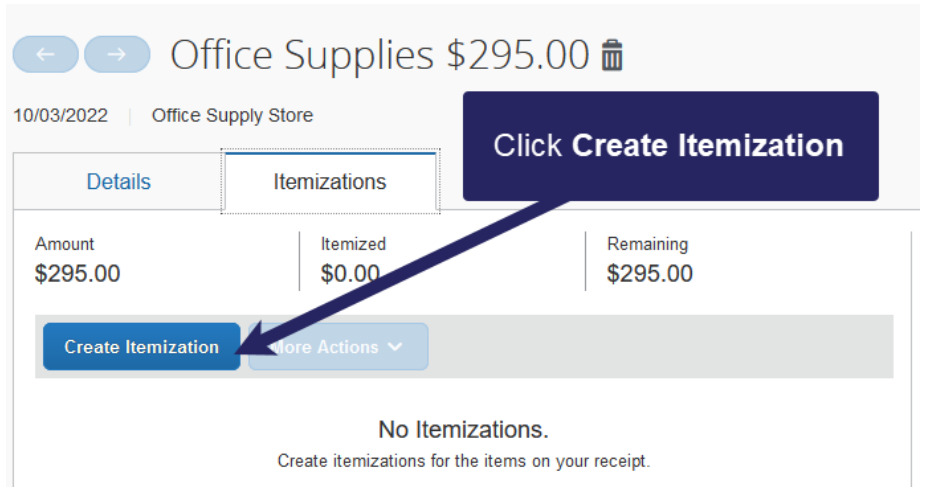 Office Supplies $295.00
10/03/2022 Office Supply Store
Click Create Itemization
Details Itemizations
Amount Itemized Remaining
$295.00 $0.00 $295.00
Create Itemization More Actions
No Itemizations.
Create itemizations for the items on your receipt.